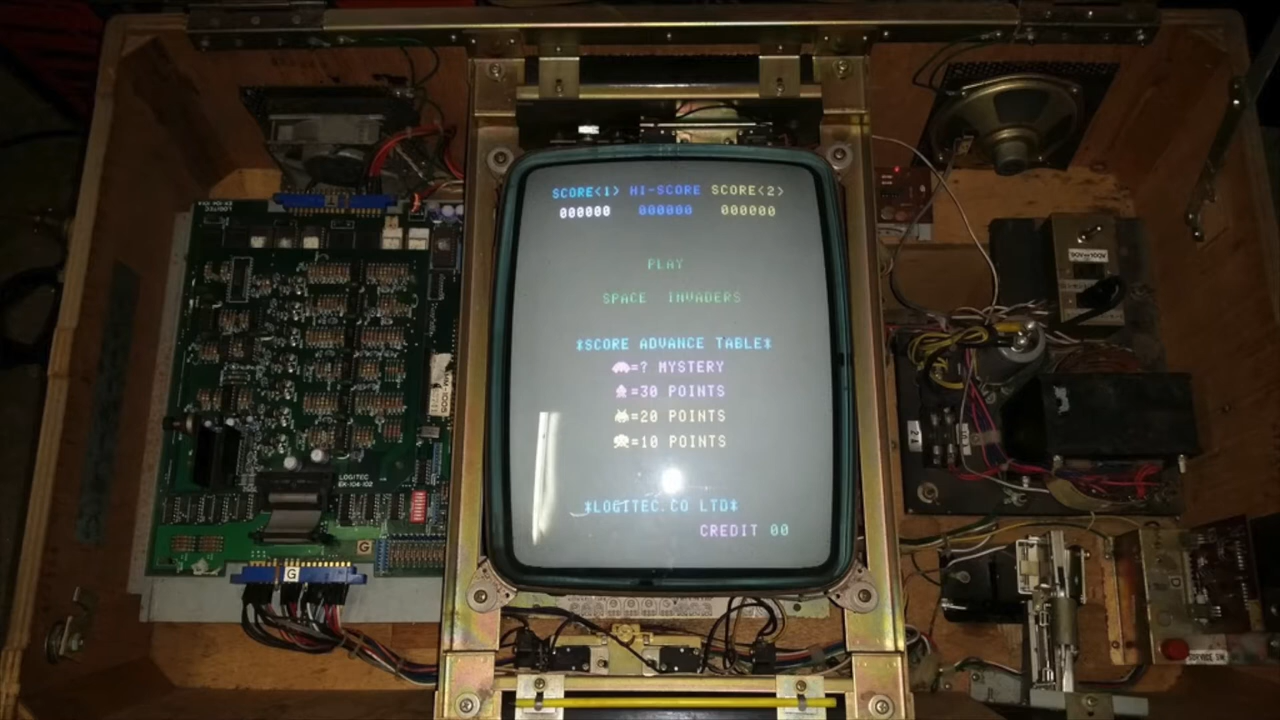 SCORE<1> HI-SCORE SCORE<2>
000000 000000 000000
PLAY
SPACE INVADERS
*SCORE ADVANCE TABLE*
=? MYSTERY
=30 POINTS
=20 POINTS
=10 POINTS
*LOGITEC.CO LTD*
CREDIT 00
LOGITEC
G
G